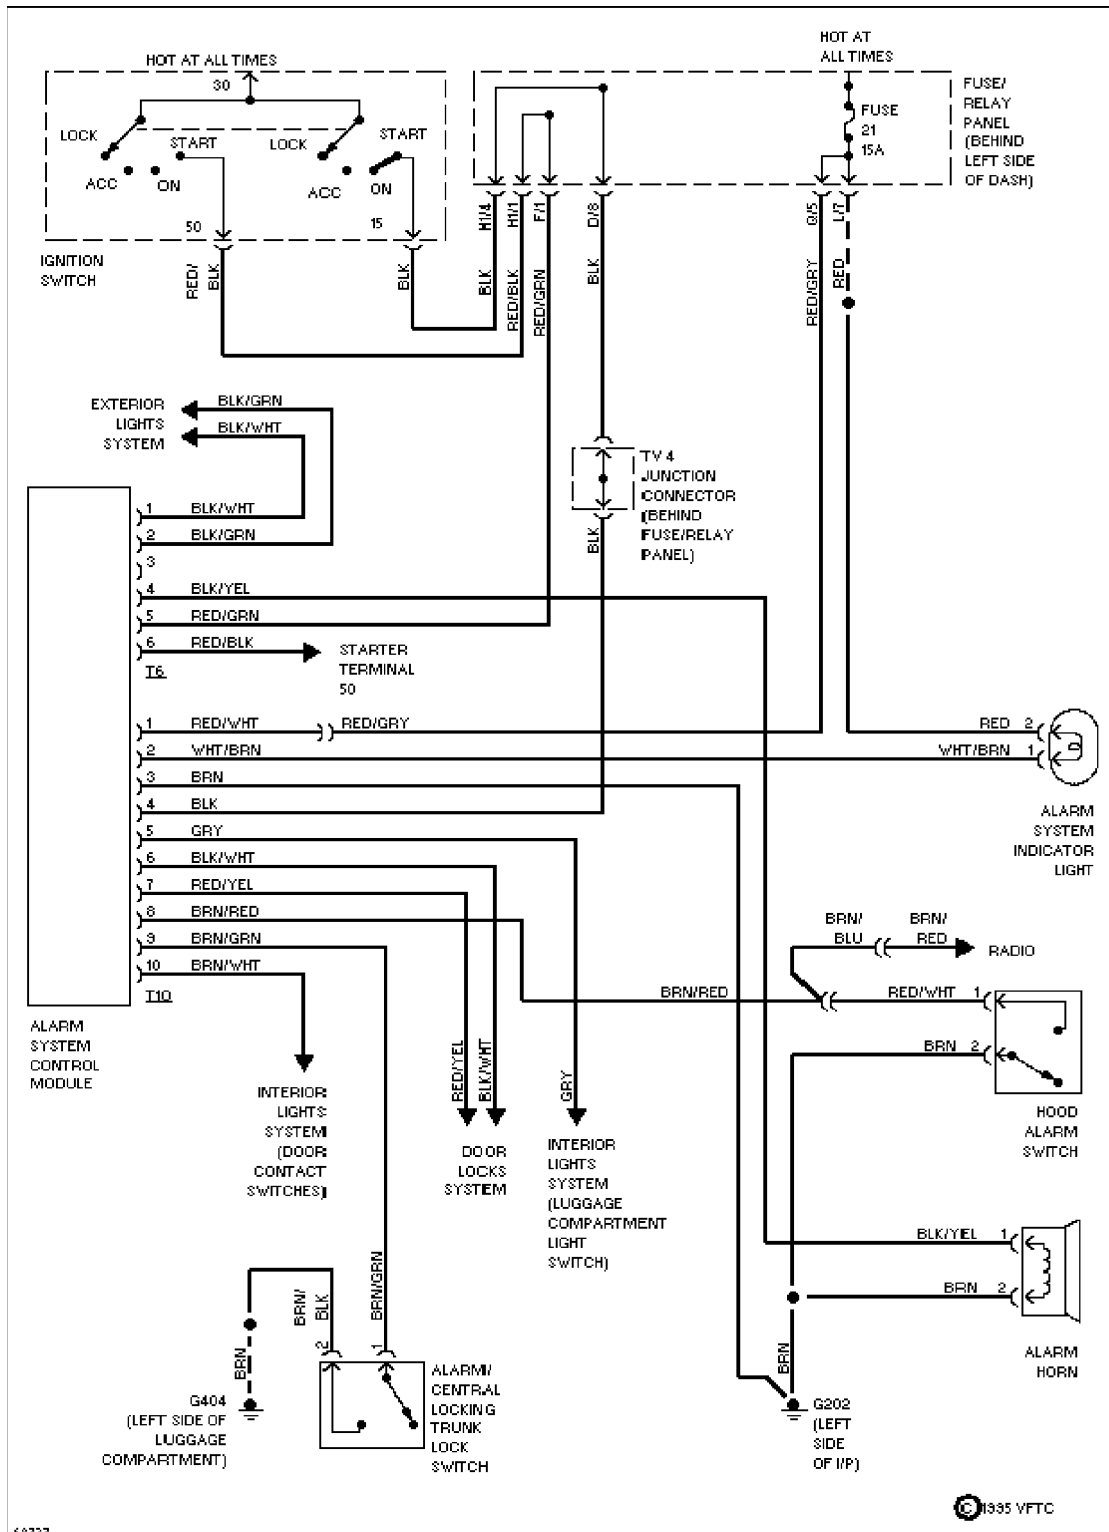 HOT AT ALL TIMES
30
LOCK
START
LOCK
START
ACC
ON
ACC
ON
50
15
IGNITION
SWITCH
RED/
BLK
BLK
HOT AT
ALL TIMES
FUSE
21
15A
FUSE/
RELAY
PANEL
(BEHIND
LEFT SIDE
OF DASH)
H1/4
H1/1
F/1
D/8
G/5
L/7
BLK
RED/BLK
RED/GRN
BLK
RED/GRY
RED
EXTERIOR
LIGHTS
SYSTEM
BLK/GRN
BLK/WHT
TV 4
JUNCTION
CONNECTOR
(BEHIND
FUSE/RELAY
PANEL)
BLK
1 BLK/WHT
2 BLK/GRN
3
4 BLK/YEL
5 RED/GRN
6 RED/BLK
T6
STARTER
TERMINAL
50
1 RED/WHT
RED/GRY
2 WHT/BRN
3 BRN
4 BLK
5 GRY
6 BLK/WHT
7 RED/YEL
8 BRN/RED
9 BRN/GRN
10 BRN/WHT
T10
ALARM
SYSTEM
CONTROL
MODULE
RED 2
WHT/BRN 1
ALARM
SYSTEM
INDICATOR
LIGHT
BRN/
BLU
BRN/
RED
RADIO
BRN/RED
RED/WHT 1
BRN 2
HOOD
ALARM
SWITCH
INTERIOR
LIGHTS
SYSTEM
(DOOR
CONTACT
SWITCHES)
RED/YEL
BLK/WHT
DOOR
LOCKS
SYSTEM
GRY
INTERIOR
LIGHTS
SYSTEM
(LUGGAGE
COMPARTMENT
LIGHT
SWITCH)
BLK/YEL 1
BRN 2
ALARM
HORN
BRN/
BLK
BRN/GRN
2
1
BRN
G404
(LEFT SIDE OF
LUGGAGE
COMPARTMENT)
ALARM/
CENTRAL
LOCKING
TRUNK
LOCK
SWITCH
BRN
G202
(LEFT
SIDE
OF I/P)
© 1995 VFTC